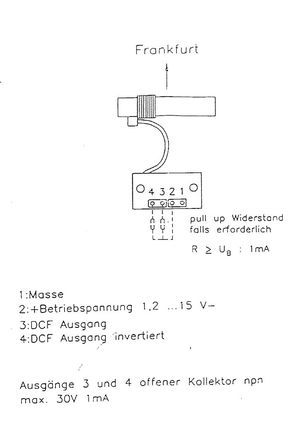 Frankfurt
4 3 2 1
pull up Widerstand
falls erforderlich
R ≥ U_B : 1mA
1:Masse
2:+Betriebspannung 1,2 ...15 V-
3:DCF Ausgang
4:DCF Ausgang invertiert
Ausgänge 3 und 4 offener Kollektor npn
max. 30V 1mA